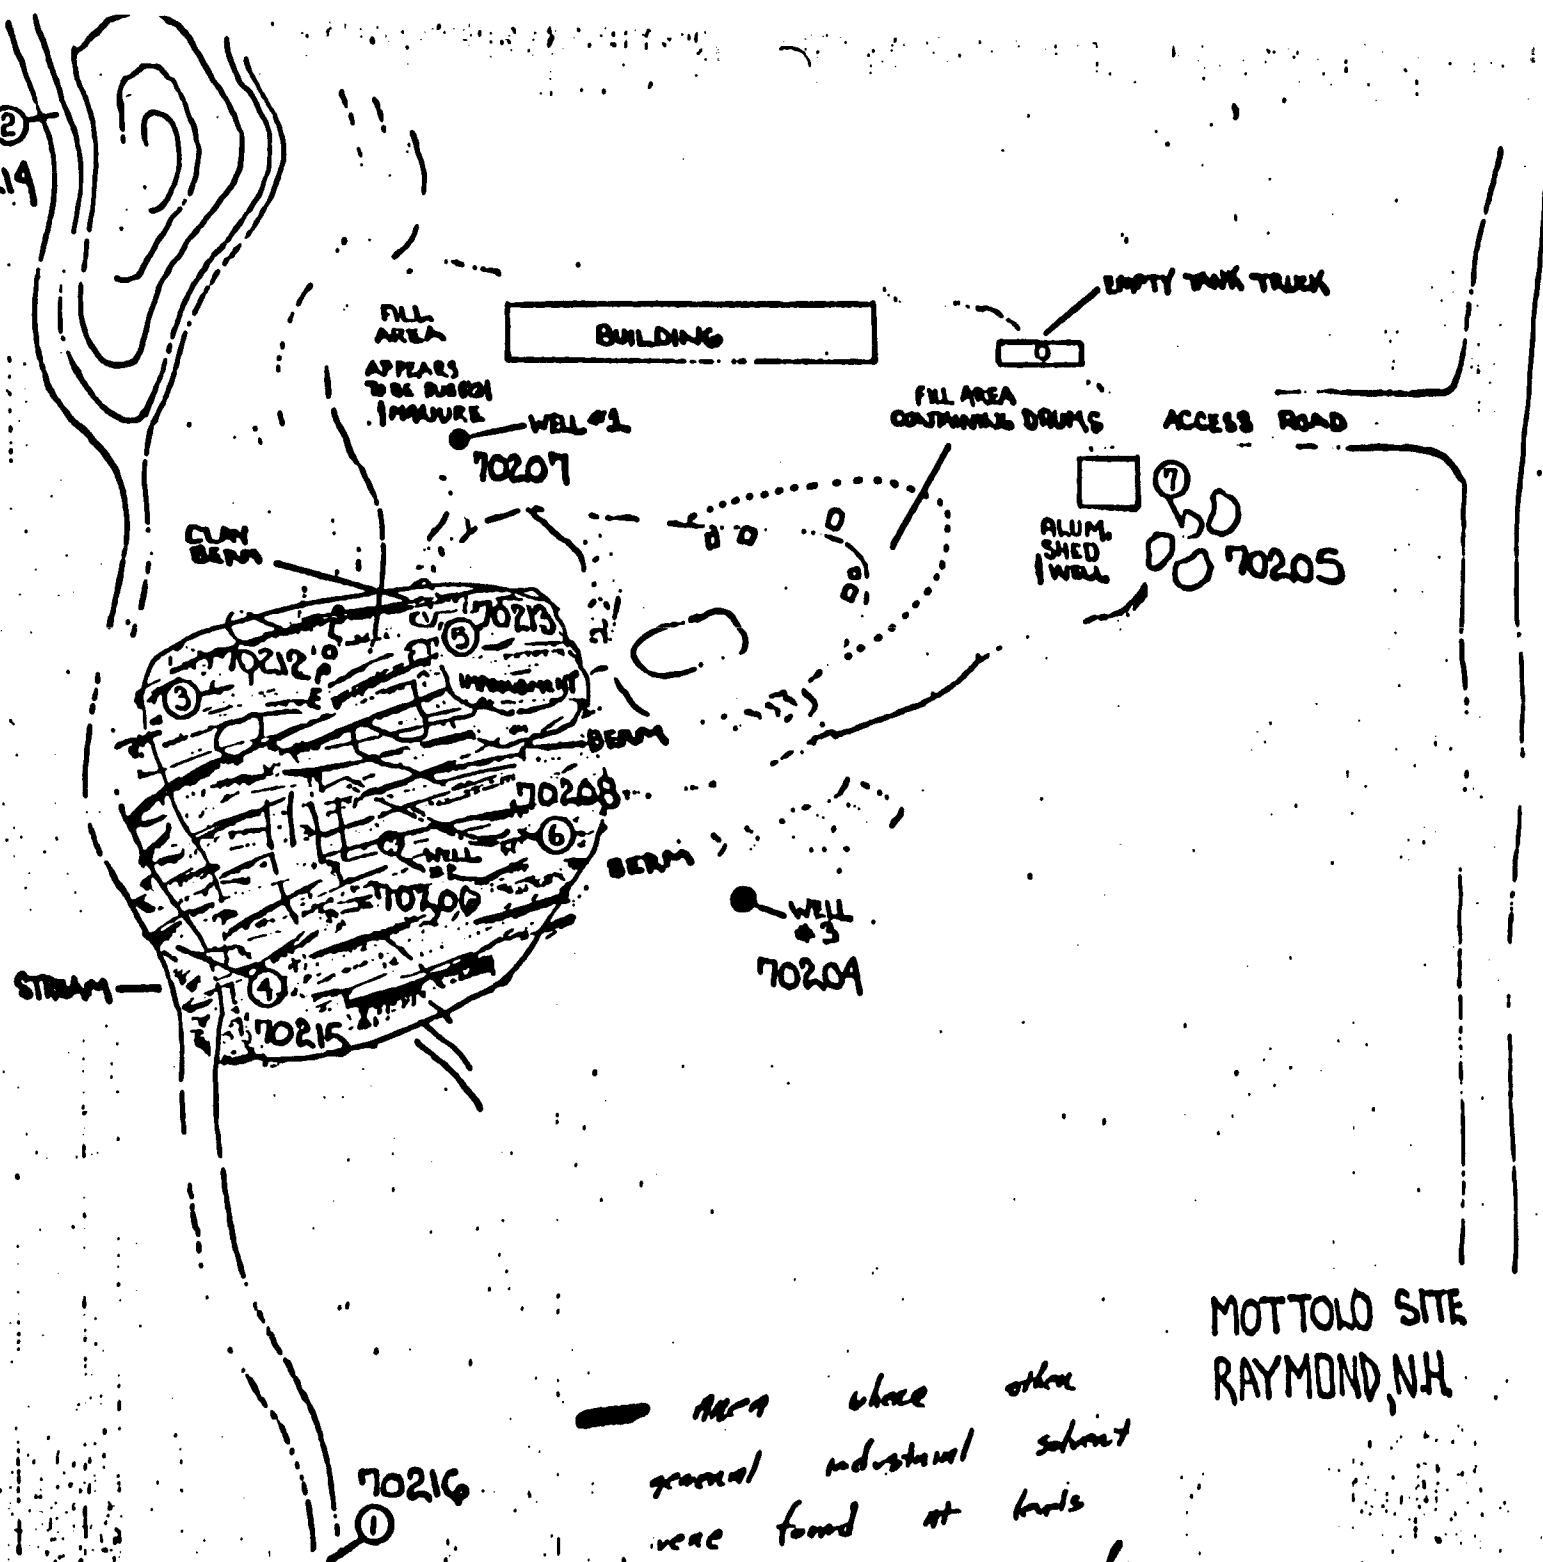 2
14
EMPTY TANK TRUCK
FILL
AREA
BUILDING
APPEARS
TO BE
MANURE
FILL AREA
CONTAINING DRUMS
ACCESS ROAD
WELL #1
70207
7
ALUM.
SHED
WELL
70205
CLAY
BERM
70213
5
70212
3
IMPOUNDMENT
BERM
70208
6
WELL
70206
BERM
WELL
#3
70204
STREAM
4
70215
MOTTOLO SITE
RAYMOND, N.H.
Area where other
general industrial solvent
were found at levels
70216
1